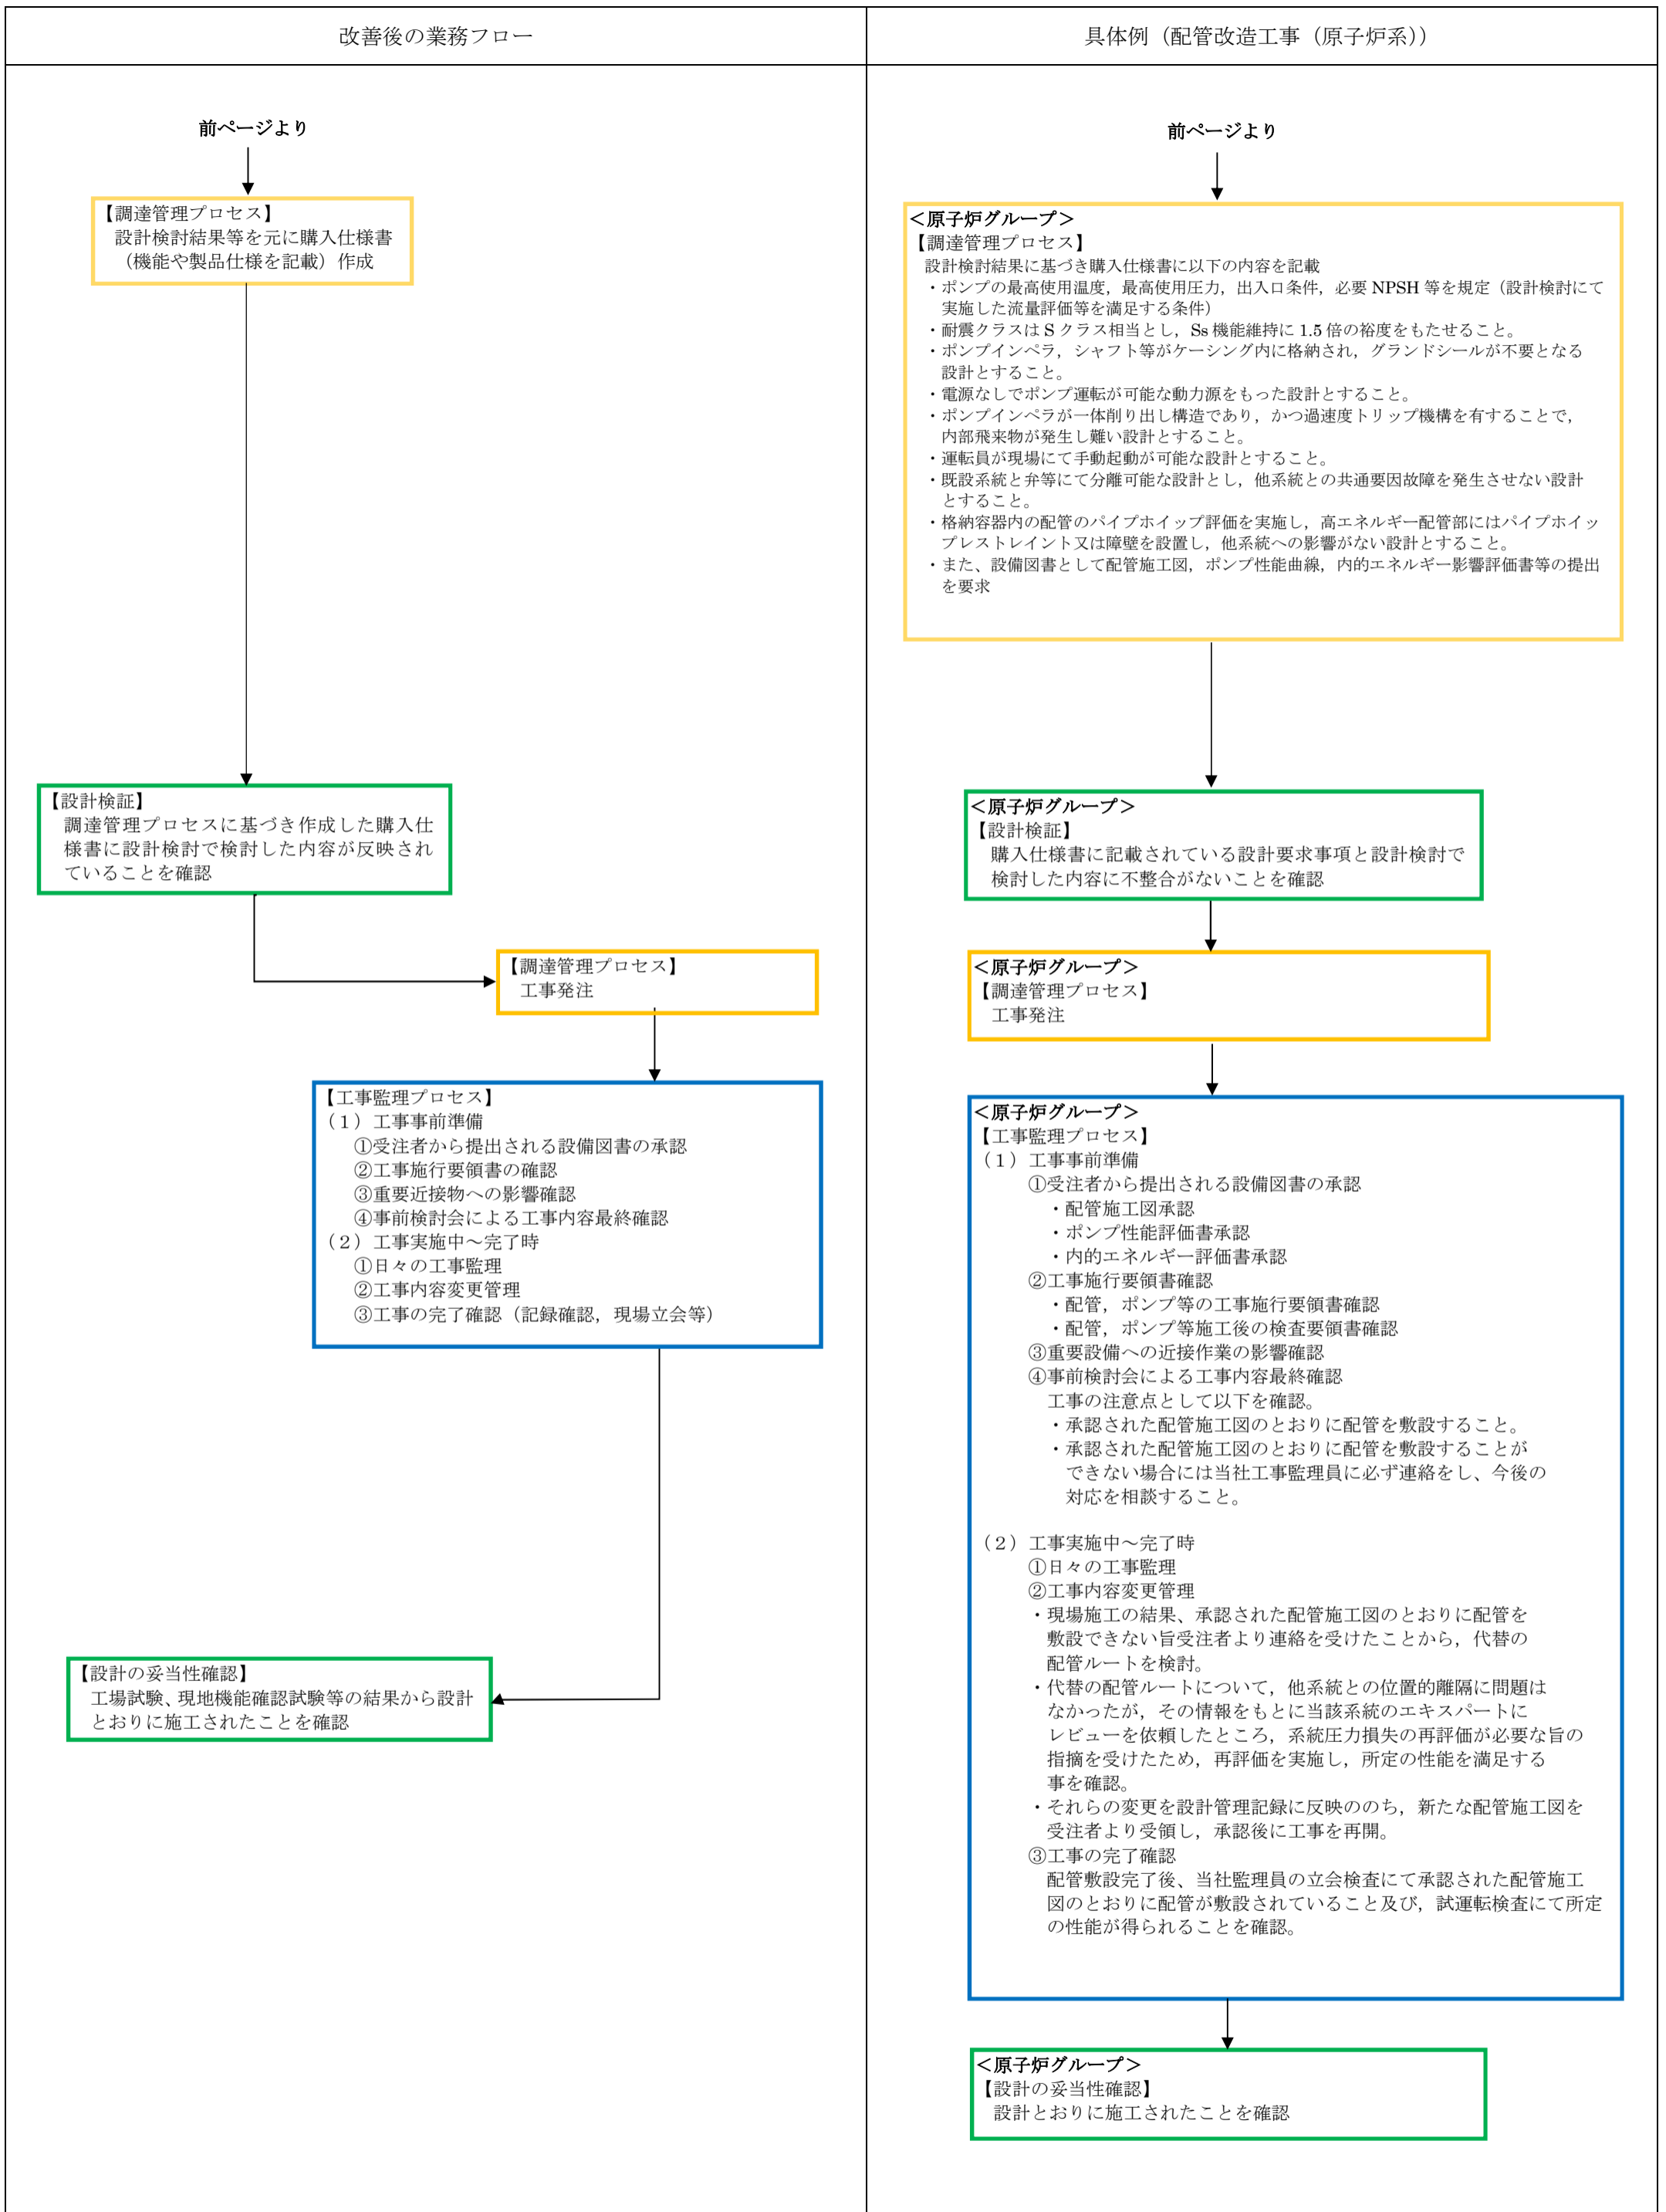 改善後の業務フロー
具体例（配管改造工事（原子炉系））
前ページより
【調達管理プロセス】
設計検討結果等を元に購入仕様書
（機能や製品仕様を記載）作成
【設計検証】
調達管理プロセスに基づき作成した購入仕
様書に設計検討で検討した内容が反映され
ていることを確認
【調達管理プロセス】
工事発注
【工事監理プロセス】
（１）工事事前準備
①受注者から提出される設備図書の承認
②工事施行要領書の確認
③重要近接物への影響確認
④事前検討会による工事内容最終確認
（２）工事実施中～完了時
①日々の工事監理
②工事内容変更管理
③工事の完了確認（記録確認，現場立会等）
【設計の妥当性確認】
工場試験、現地機能確認試験等の結果から設計
とおりに施工されたことを確認
前ページより
＜原子炉グループ＞
【調達管理プロセス】
設計検討結果に基づき購入仕様書に以下の内容を記載
・ポンプの最高使用温度，最高使用圧力，出入口条件，必要 NPSH 等を規定（設計検討にて
実施した流量評価等を満足する条件）
・耐震クラスは S クラス相当とし，Ss 機能維持に 1.5 倍の裕度をもたせること。
・ポンプインペラ，シャフト等がケーシング内に格納され，グランドシールが不要となる
設計とすること。
・電源なしでポンプ運転が可能な動力源をもった設計とすること。
・ポンプインペラが一体削り出し構造であり，かつ過速度トリップ機構を有することで，
内部飛来物が発生し難い設計とすること。
・運転員が現場にて手動起動が可能な設計とすること。
・既設系統と弁等にて分離可能な設計とし，他系統との共通要因故障を発生させない設計
とすること。
・格納容器内の配管のパイプホイップ評価を実施し，高エネルギー配管部にはパイプホイッ
プレストレイント又は障壁を設置し，他系統への影響がない設計とすること。
・また、設備図書として配管施工図，ポンプ性能曲線，内的エネルギー影響評価書等の提出
を要求
＜原子炉グループ＞
【設計検証】
購入仕様書に記載されている設計要求事項と設計検討で
検討した内容に不整合がないことを確認
＜原子炉グループ＞
【調達管理プロセス】
工事発注
＜原子炉グループ＞
【工事監理プロセス】
（１）工事事前準備
①受注者から提出される設備図書の承認
・配管施工図承認
・ポンプ性能評価書承認
・内的エネルギー評価書承認
②工事施行要領書確認
・配管，ポンプ等の工事施行要領書確認
・配管，ポンプ等施工後の検査要領書確認
③重要設備への近接作業の影響確認
④事前検討会による工事内容最終確認
工事の注意点として以下を確認。
・承認された配管施工図のとおりに配管を敷設すること。
・承認された配管施工図のとおりに配管を敷設することが
できない場合には当社工事監理員に必ず連絡をし、今後の
対応を相談すること。
（２）工事実施中～完了時
①日々の工事監理
②工事内容変更管理
・現場施工の結果、承認された配管施工図のとおりに配管を
敷設できない旨受注者より連絡を受けたことから，代替の
配管ルートを検討。
・代替の配管ルートについて，他系統との位置的離隔に問題は
なかったが，その情報をもとに当該系統のエキスパートに
レビューを依頼したところ，系統圧力損失の再評価が必要な旨の
指摘を受けたため，再評価を実施し，所定の性能を満足する
事を確認。
・それらの変更を設計管理記録に反映ののち，新たな配管施工図を
受注者より受領し，承認後に工事を再開。
③工事の完了確認
配管敷設完了後、当社監理員の立会検査にて承認された配管施工
図のとおりに配管が敷設されていること及び，試運転検査にて所定
の性能が得られることを確認。
＜原子炉グループ＞
【設計の妥当性確認】
設計とおりに施工されたことを確認